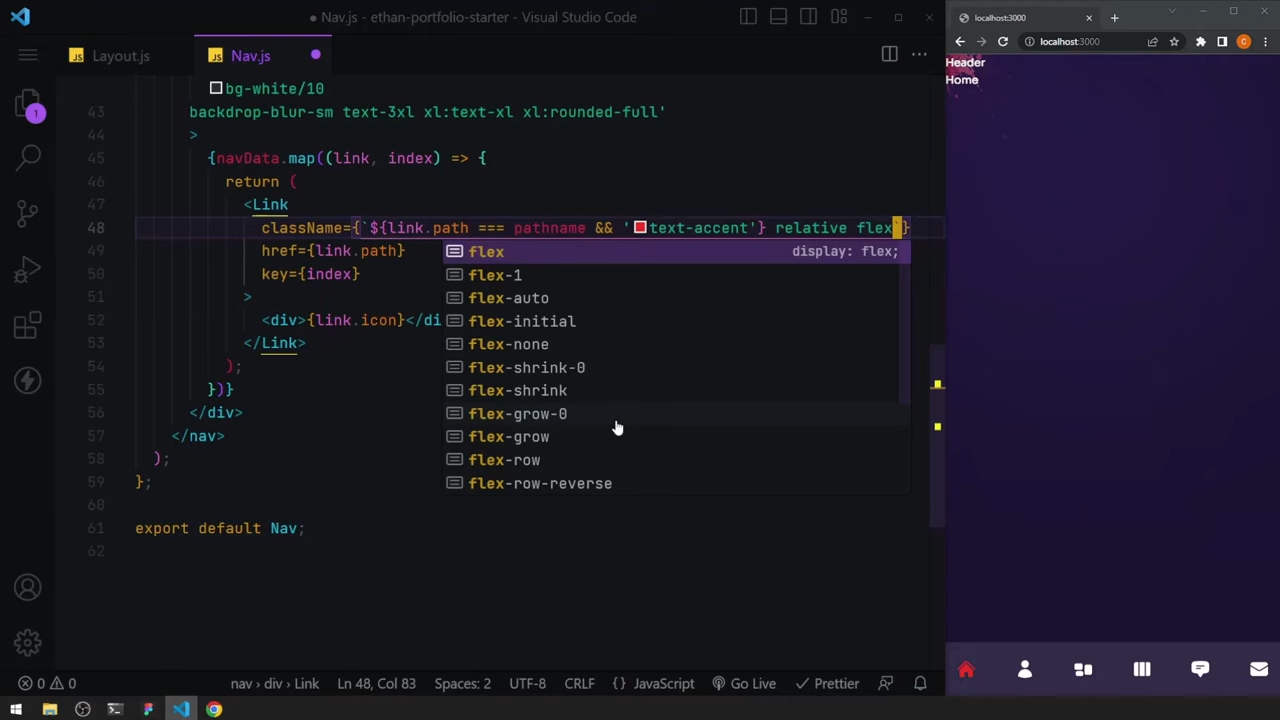 ● Nav.js - ethan-portfolio-starter - Visual Studio Code
JS Layout.js
JS Nav.js
1
bg-white/10
43 backdrop-blur-sm text-3xl xl:text-xl xl:rounded-full'
44 >
45 {navData.map((link, index) => {
46 return (
47 <Link
48 className={`${link.path === pathname && 'text-accent'} relative flex`}
49 href={link.path}
50 key={index}
51 >
52 <div>{link.icon}</di
53 </Link>
54 );
55 })}
56 </div>
57 </nav>
58 );
59 };
60
61 export default Nav;
62
flex display: flex;
flex-1
flex-auto
flex-initial
flex-none
flex-shrink-0
flex-shrink
flex-grow-0
flex-grow
flex-row
flex-row-reverse
0 0 nav › div › Link Ln 48, Col 83 Spaces: 2 UTF-8 CRLF {} JavaScript Go Live Prettier
localhost:3000
localhost:3000
C
Header
Home